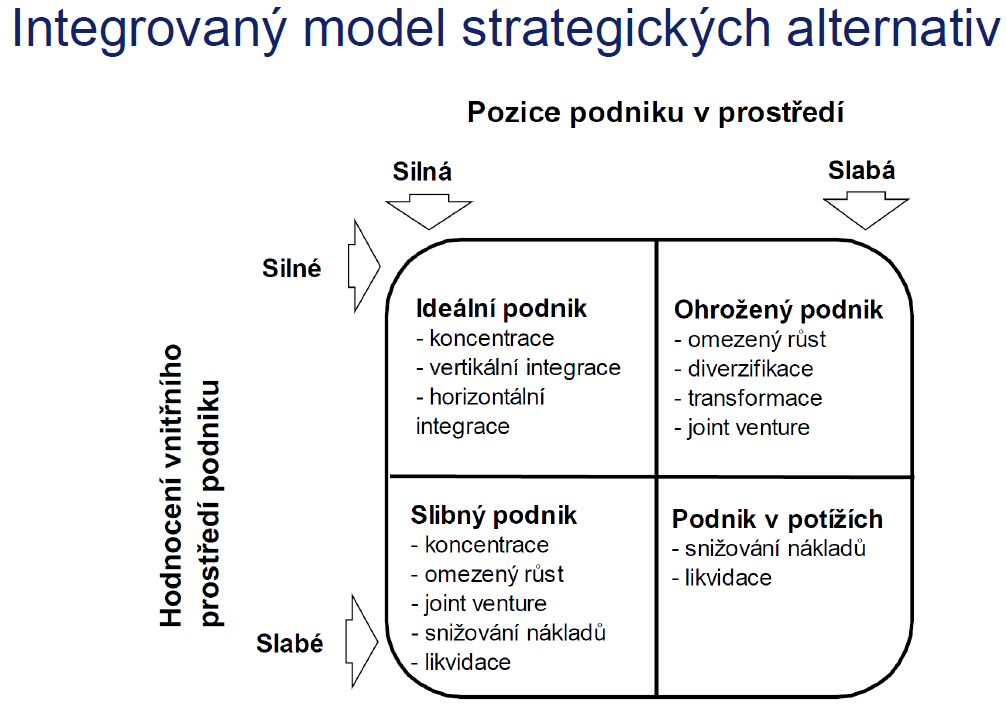 Integrovaný model strategických alternativ
Pozice podniku v prostředí
Silná
Slabá
Silné
Hodnocení vnitřního
prostředí podniku
Slabé
Ideální podnik
- koncentrace
- vertikální integrace
- horizontální
integrace
Ohrožený podnik
- omezený růst
- diverzifikace
- transformace
- joint venture
Slibný podnik
- koncentrace
- omezený růst
- joint venture
- snižování nákladů
- likvidace
Podnik v potížích
- snižování nákladů
- likvidace